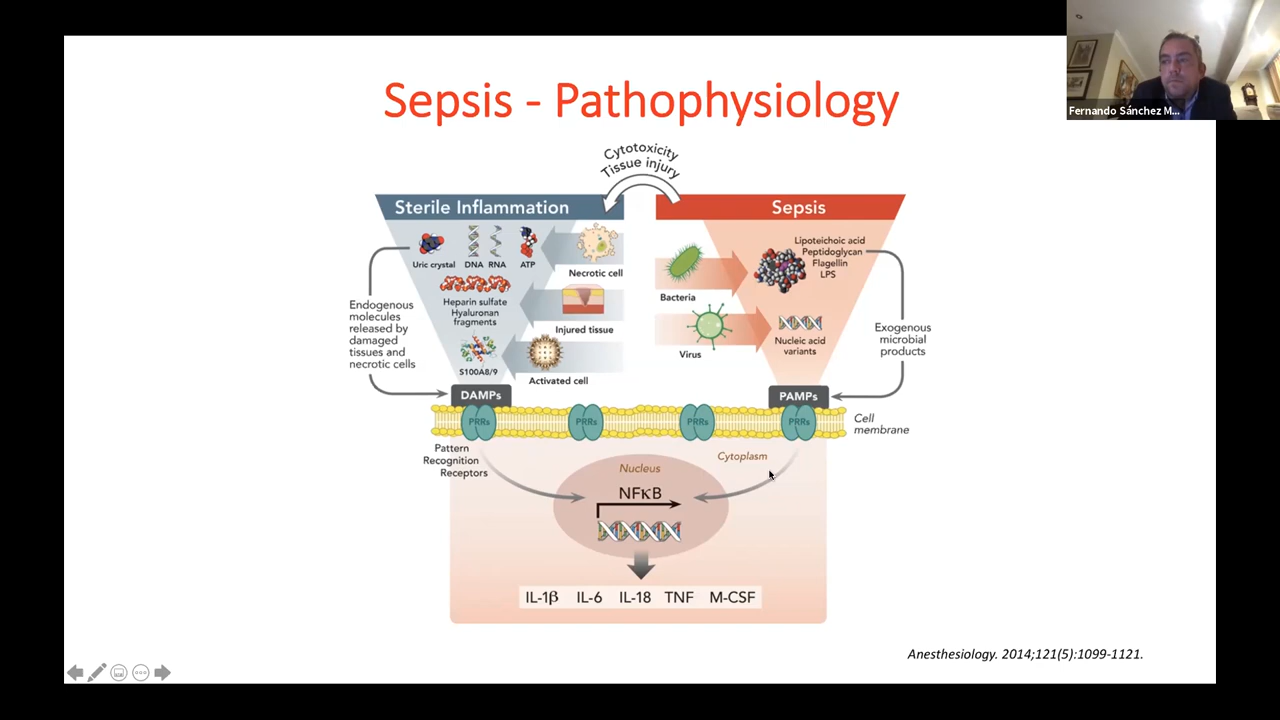 Sepsis - Pathophysiology
Fernando Sánchez M...
Cytotoxicity
Tissue injury
Sterile Inflammation
Sepsis
Uric crystal
DNA
RNA
ATP
Necrotic cell
Heparin sulfate
Hyaluronan
fragments
Injured tissue
S100A8/9
Activated cell
Endogenous
molecules
released by
damaged
tissues and
necrotic cells
Bacteria
Virus
Lipoteichoic acid
Peptidoglycan
Flagellin
LPS
Nucleic acid
variants
Exogenous
microbial
products
DAMPs
PAMPs
PRRs
PRRs
PRRs
PRRs
Cell
membrane
Pattern
Recognition
Receptors
Cytoplasm
Nucleus
NFκB
IL-1β IL-6 IL-18 TNF M-CSF
Anesthesiology. 2014;121(5):1099-1121.